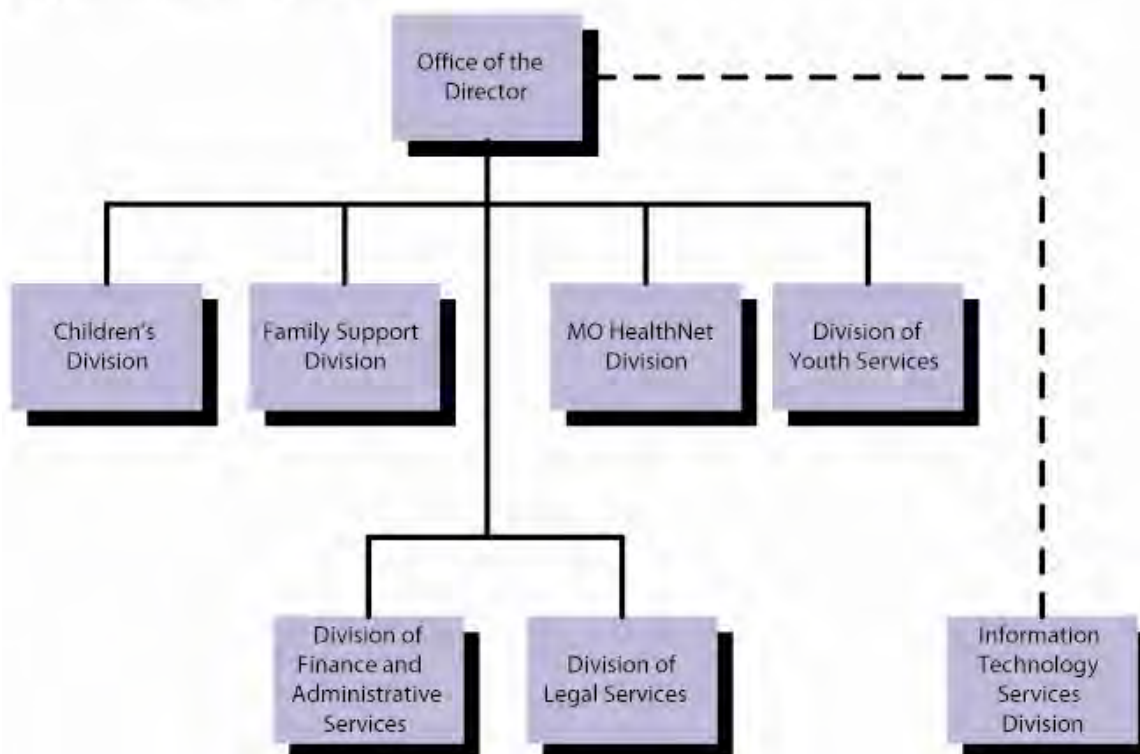 Office of the
Director
Children's
Division
Family Support
Division
MO HealthNet
Division
Division of
Youth Services
Division of
Finance and
Administrative
Services
Division of
Legal Services
Information
Technology
Services
Division